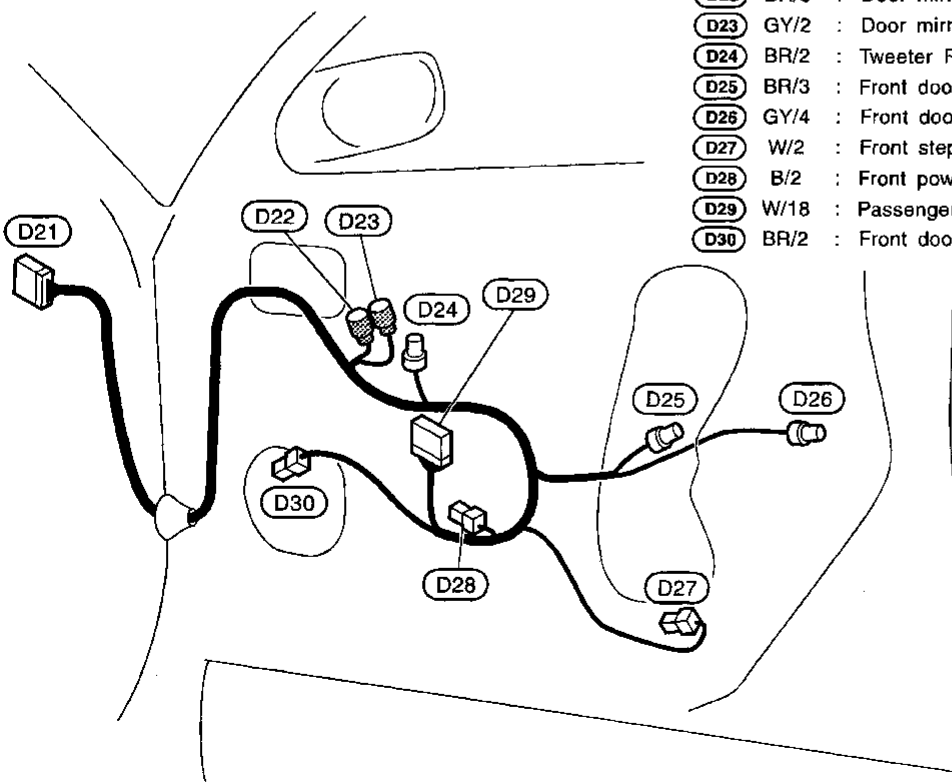 D23 GY/2 : Door mirr
D24 BR/2 : Tweeter R
D25 BR/3 : Front doo
D26 GY/4 : Front doo
D27 W/2 : Front step
D28 B/2 : Front pow
D29 W/18 : Passenger
D30 BR/2 : Front doo
D21
D22
D23
D24
D29
D25
D26
D30
D28
D27